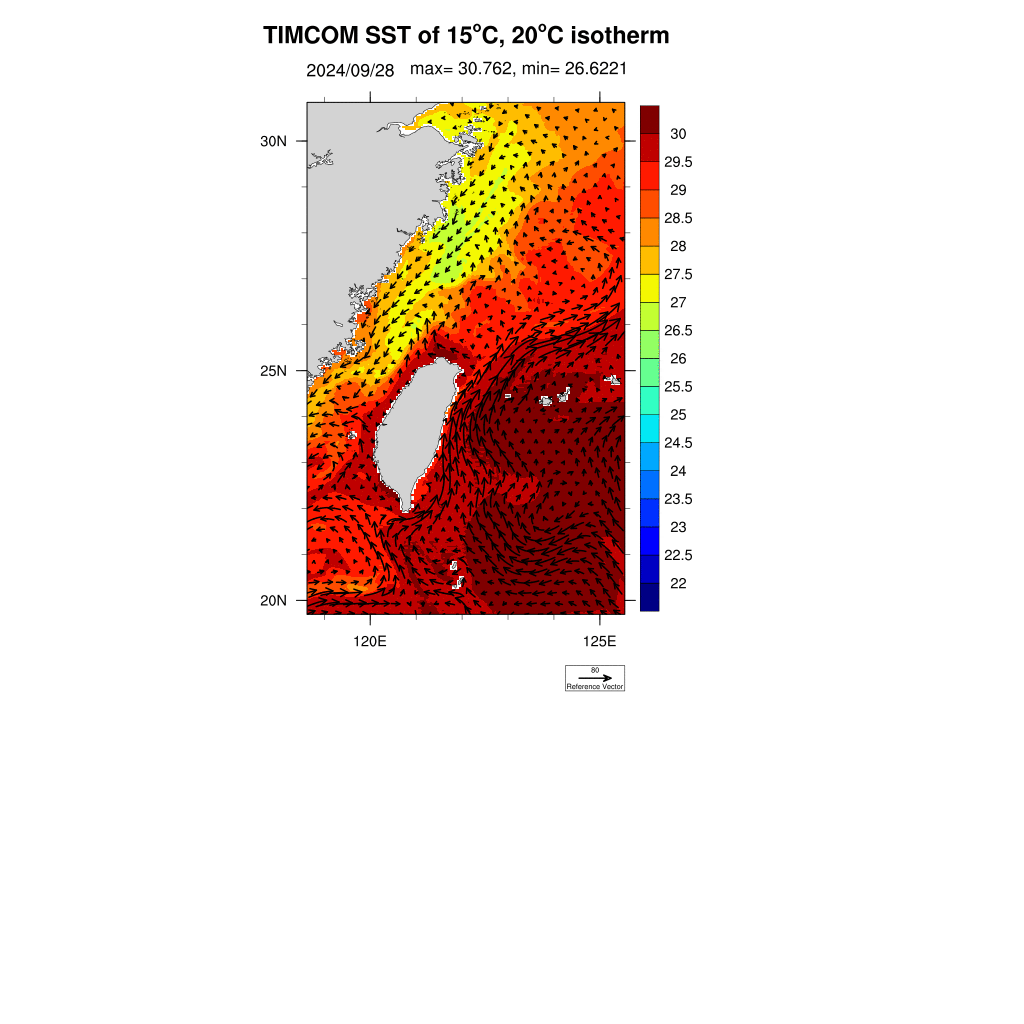 TIMCOM SST of 15°C, 20°C isotherm
2024/09/28 max= 30.762, min= 26.6221
30N
25N
20N
120E 125E
30
29.5
29
28.5
28
27.5
27
26.5
26
25.5
25
24.5
24
23.5
23
22.5
22
80
Reference Vector